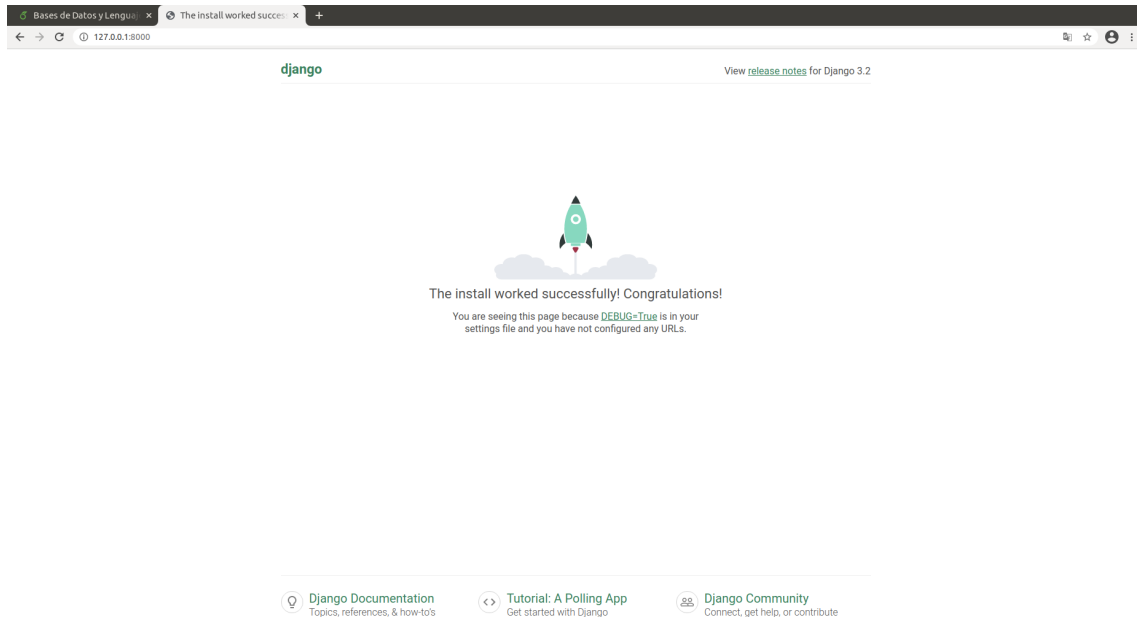 Bases de Datos y Lenguaj
The install worked succes
127.0.0.1:8000
django
View release notes for Django 3.2
The install worked successfully! Congratulations!
You are seeing this page because DEBUG=True is in your
settings file and you have not configured any URLs.
Django Documentation
Topics, references, & how-to's
Tutorial: A Polling App
Get started with Django
Django Community
Connect, get help, or contribute